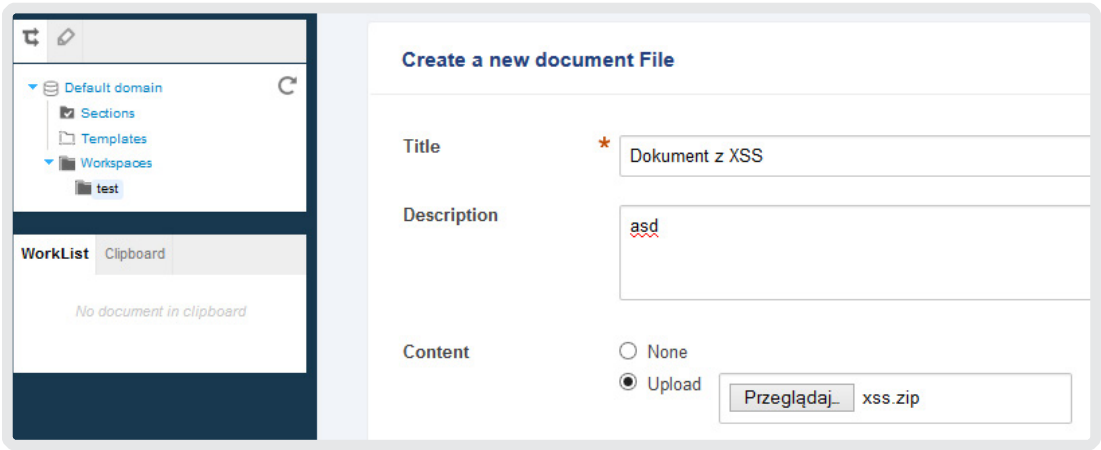 Default domain
Sections
Templates
Workspaces
test
WorkList Clipboard
No document in clipboard
Create a new document File
Title * Dokument z XSS
Description asd
Content None
Upload Przeglądaj... xss.zip